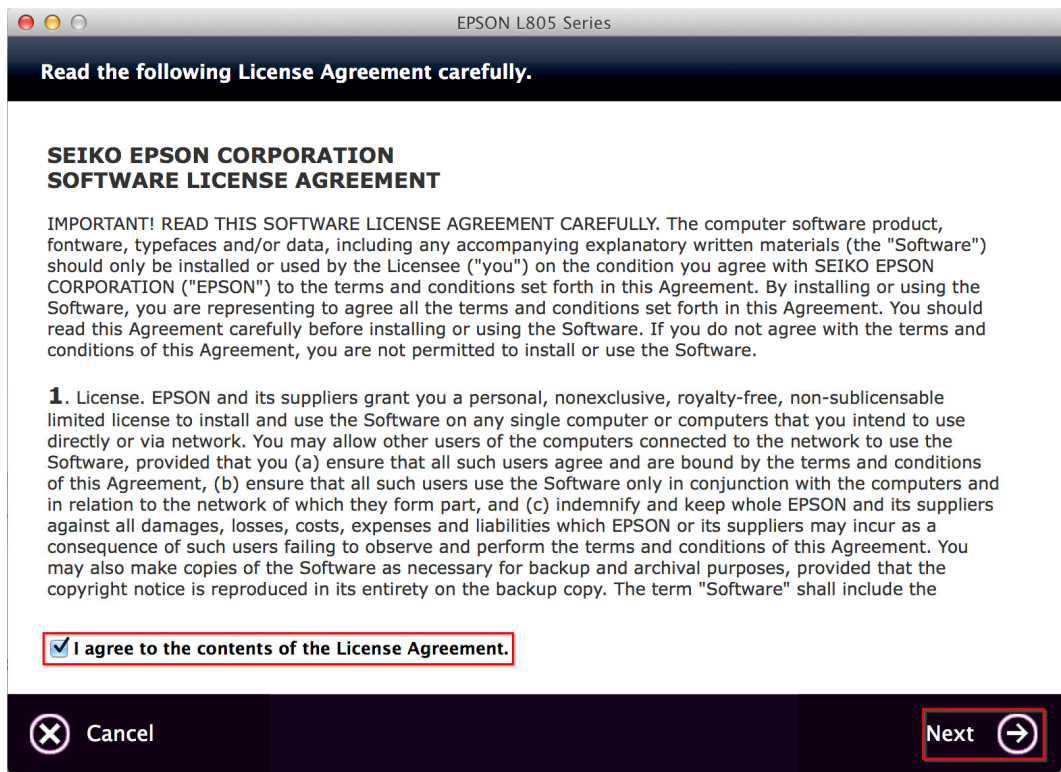 EPSON L805 Series
Read the following License Agreement carefully.
SEIKO EPSON CORPORATION
SOFTWARE LICENSE AGREEMENT
IMPORTANT! READ THIS SOFTWARE LICENSE AGREEMENT CAREFULLY. The computer software product,
fontware, typefaces and/or data, including any accompanying explanatory written materials (the "Software")
should only be installed or used by the Licensee ("you") on the condition you agree with SEIKO EPSON
CORPORATION ("EPSON") to the terms and conditions set forth in this Agreement. By installing or using the
Software, you are representing to agree all the terms and conditions set forth in this Agreement. You should
read this Agreement carefully before installing or using the Software. If you do not agree with the terms and
conditions of this Agreement, you are not permitted to install or use the Software.
1. License. EPSON and its suppliers grant you a personal, nonexclusive, royalty-free, non-sublicensable
limited license to install and use the Software on any single computer or computers that you intend to use
directly or via network. You may allow other users of the computers connected to the network to use the
Software, provided that you (a) ensure that all such users agree and are bound by the terms and conditions
of this Agreement, (b) ensure that all such users use the Software only in conjunction with the computers and
in relation to the network of which they form part, and (c) indemnify and keep whole EPSON and its suppliers
against all damages, losses, costs, expenses and liabilities which EPSON or its suppliers may incur as a
consequence of such users failing to observe and perform the terms and conditions of this Agreement. You
may also make copies of the Software as necessary for backup and archival purposes, provided that the
copyright notice is reproduced in its entirety on the backup copy. The term "Software" shall include the
I agree to the contents of the License Agreement.
Cancel
Next